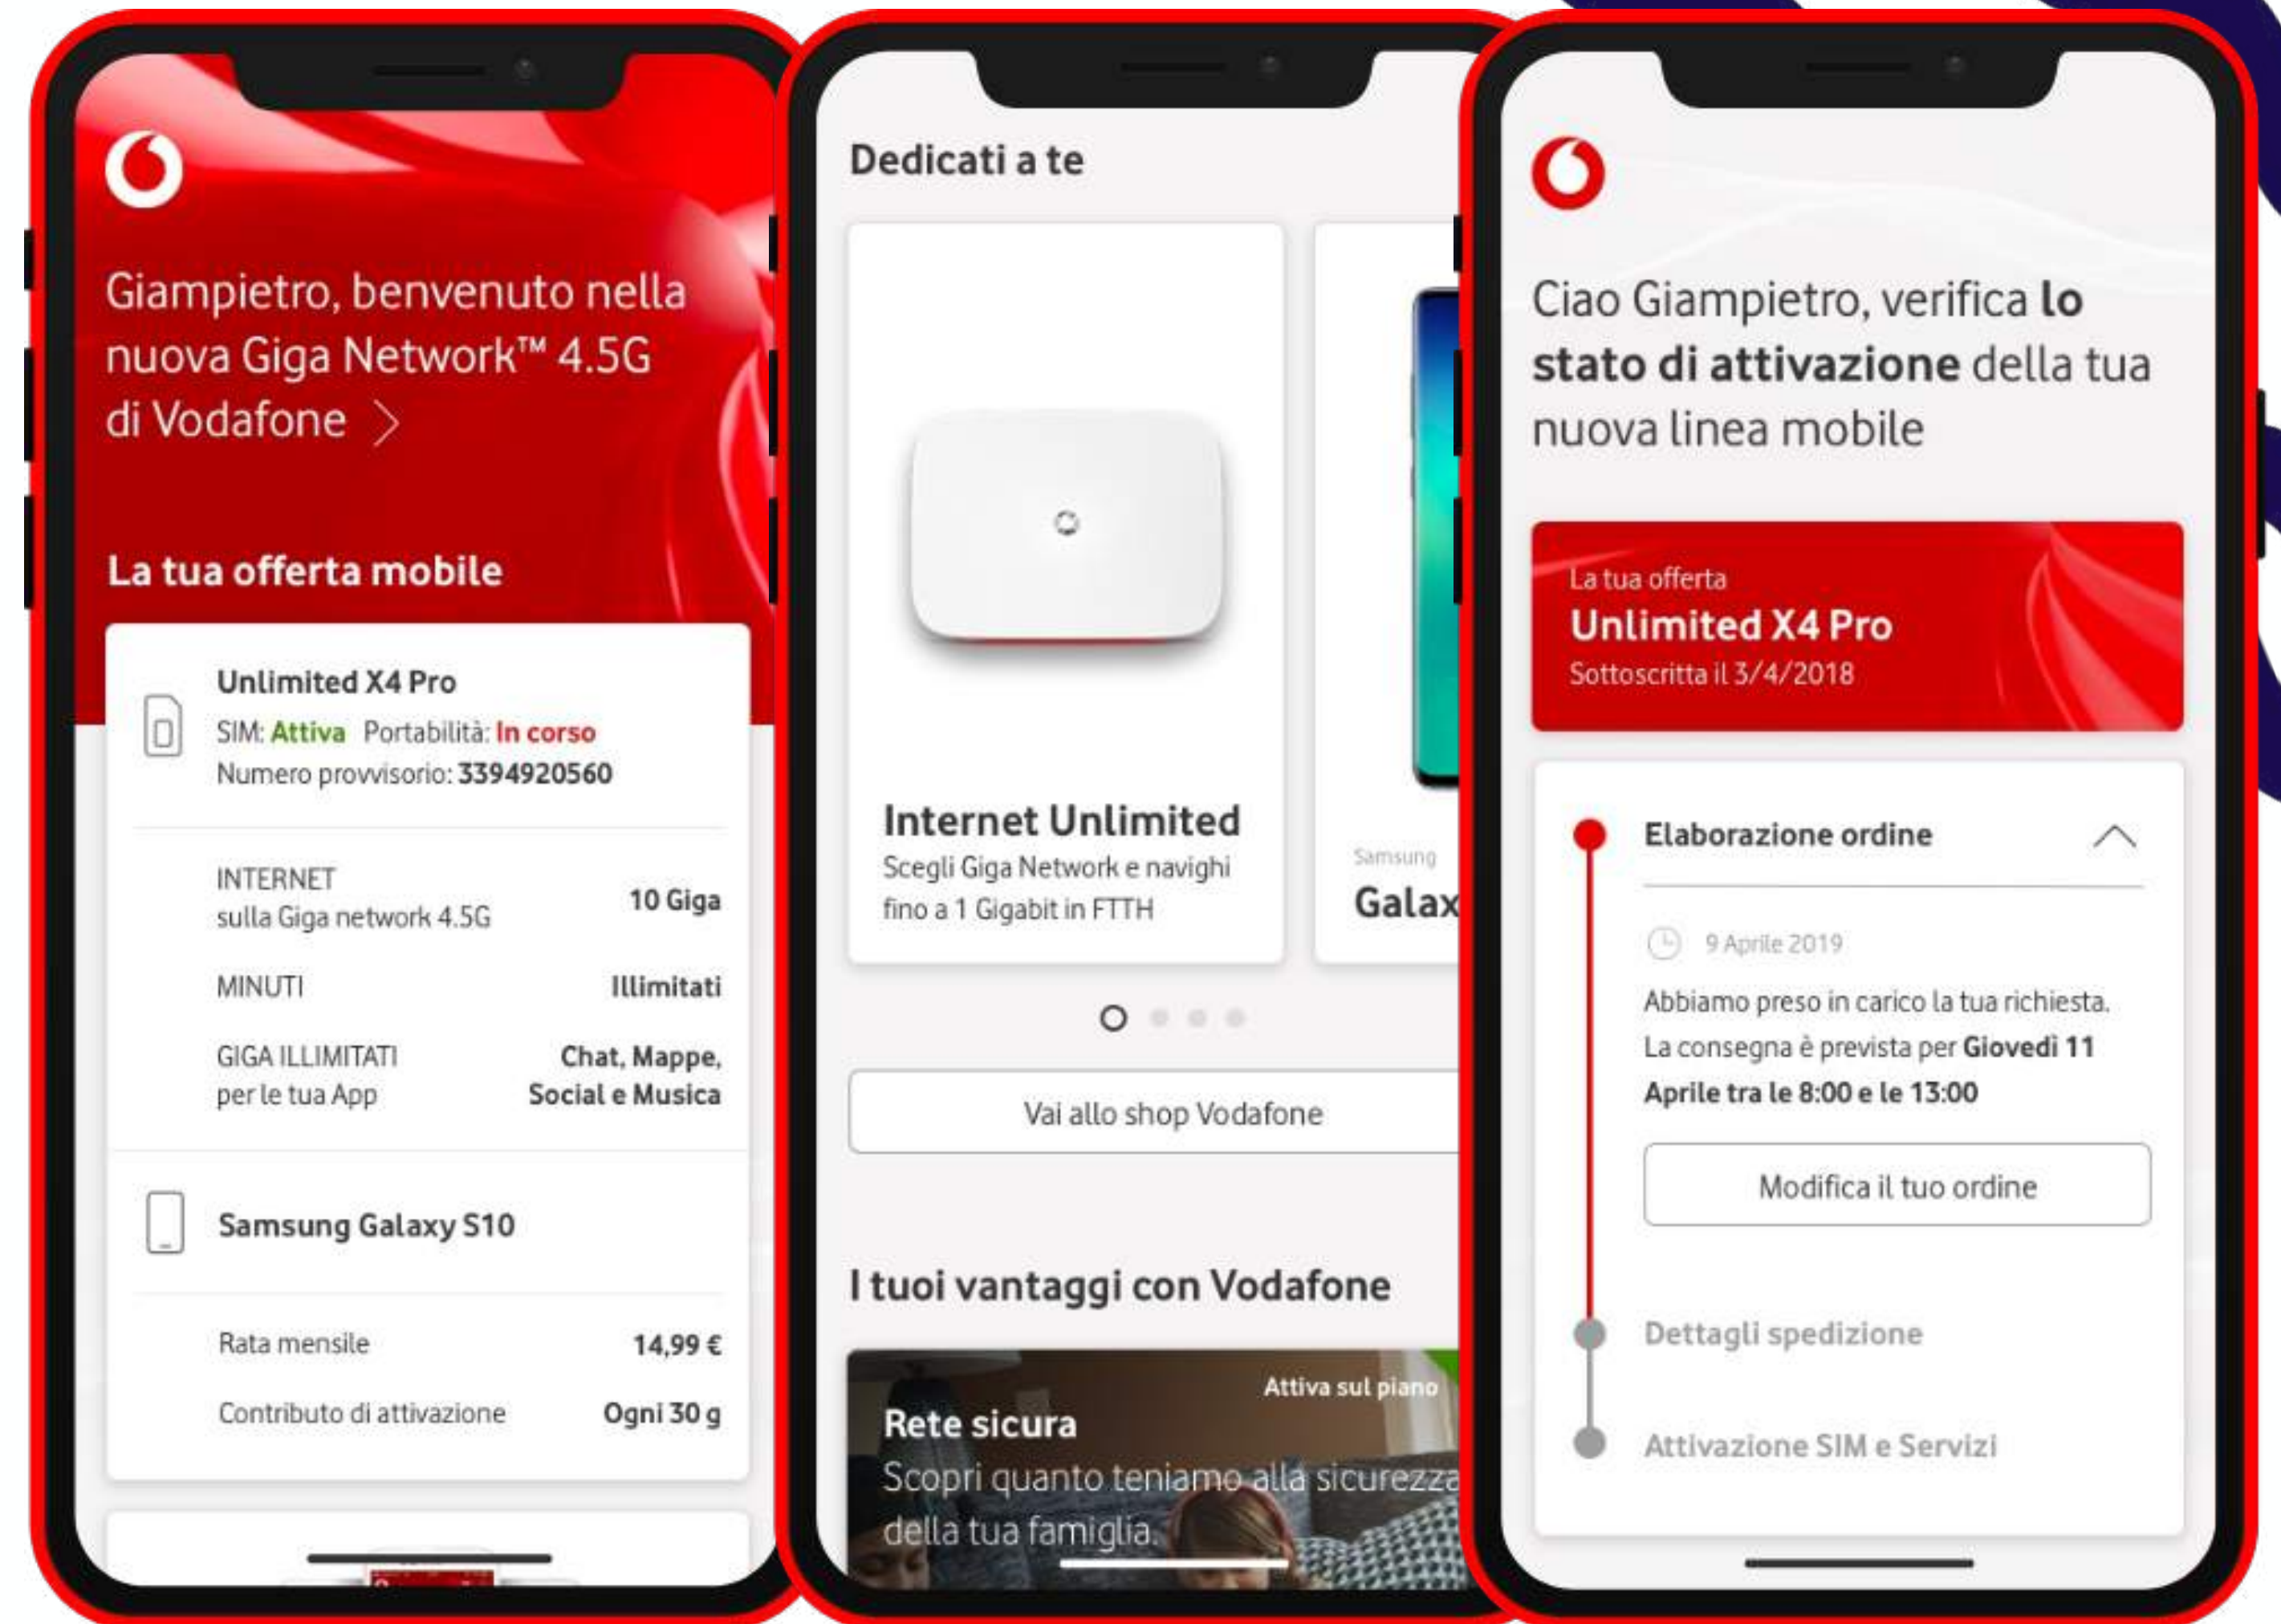 Giampietro, benvenuto nella
nuova Giga Network™ 4.5G
di Vodafone >
La tua offerta mobile
Unlimited X4 Pro
SIM: Attiva Portabilità: In corso
Numero provvisorio: 3394920560
INTERNET
sulla Giga network 4.5G
10 Giga
MINUTI
Illimitati
GIGA ILLIMITATI
per le tua App
Chat, Mappe,
Social e Musica
Samsung Galaxy S10
Rata mensile
14,99 €
Contributo di attivazione
Ogni 30 g
Dedicati a te
Internet Unlimited
Scegli Giga Network e navighi
fino a 1 Gigabit in FTTH
Samsung
Galax
Vai allo shop Vodafone
I tuoi vantaggi con Vodafone
Attiva sul piano
Rete sicura
Scopri quanto teniamo alla sicurezza
della tua famiglia.
Ciao Giampietro, verifica lo
stato di attivazione della tua
nuova linea mobile
La tua offerta
Unlimited X4 Pro
Sottoscritta il 3/4/2018
Elaborazione ordine
9 Aprile 2019
Abbiamo preso in carico la tua richiesta.
La consegna è prevista per Giovedì 11
Aprile tra le 8:00 e le 13:00
Modifica il tuo ordine
Dettagli spedizione
Attivazione SIM e Servizi